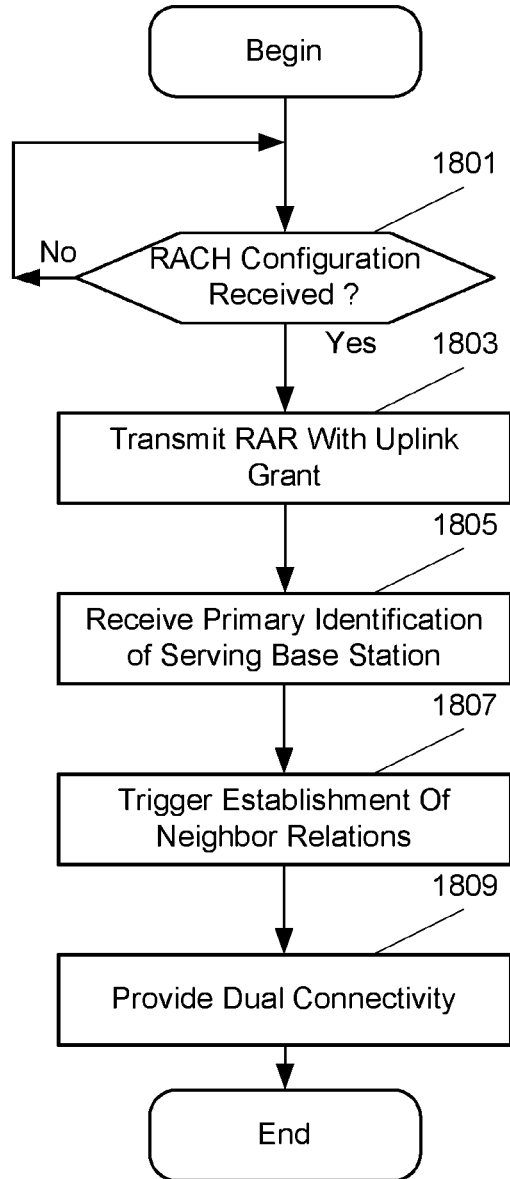 Begin
1801
RACH Configuration
Received ?
No
Yes
1803
Transmit RAR With Uplink
Grant
1805
Receive Primary Identification
of Serving Base Station
1807
Trigger Establishment Of
Neighbor Relations
1809
Provide Dual Connectivity
End